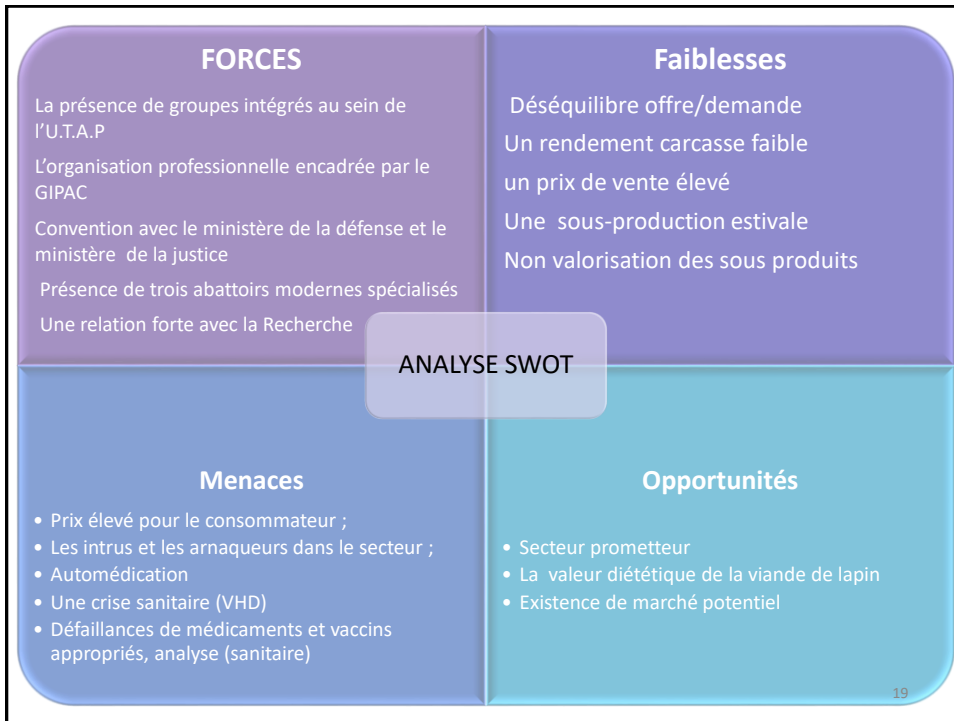 FORCES
La présence de groupes intégrés au sein de
l'U.T.A.P
L'organisation professionnelle encadrée par le
GIPAC
Convention avec le ministère de la défense et le
ministère de la justice
Présence de trois abattoirs modernes spécialisés
Une relation forte avec la Recherche
Faiblesses
Déséquilibre offre/demande
Un rendement carcasse faible
un prix de vente élevé
Une sous-production estivale
Non valorisation des sous produits
ANALYSE SWOT
Menaces
• Prix élevé pour le consommateur ;
• Les intrus et les arnaqueurs dans le secteur ;
• Automédication
• Une crise sanitaire (VHD)
• Défaillances de médicaments et vaccins
appropriés, analyse (sanitaire)
Opportunités
• Secteur prometteur
• La valeur diététique de la viande de lapin
• Existence de marché potentiel
19